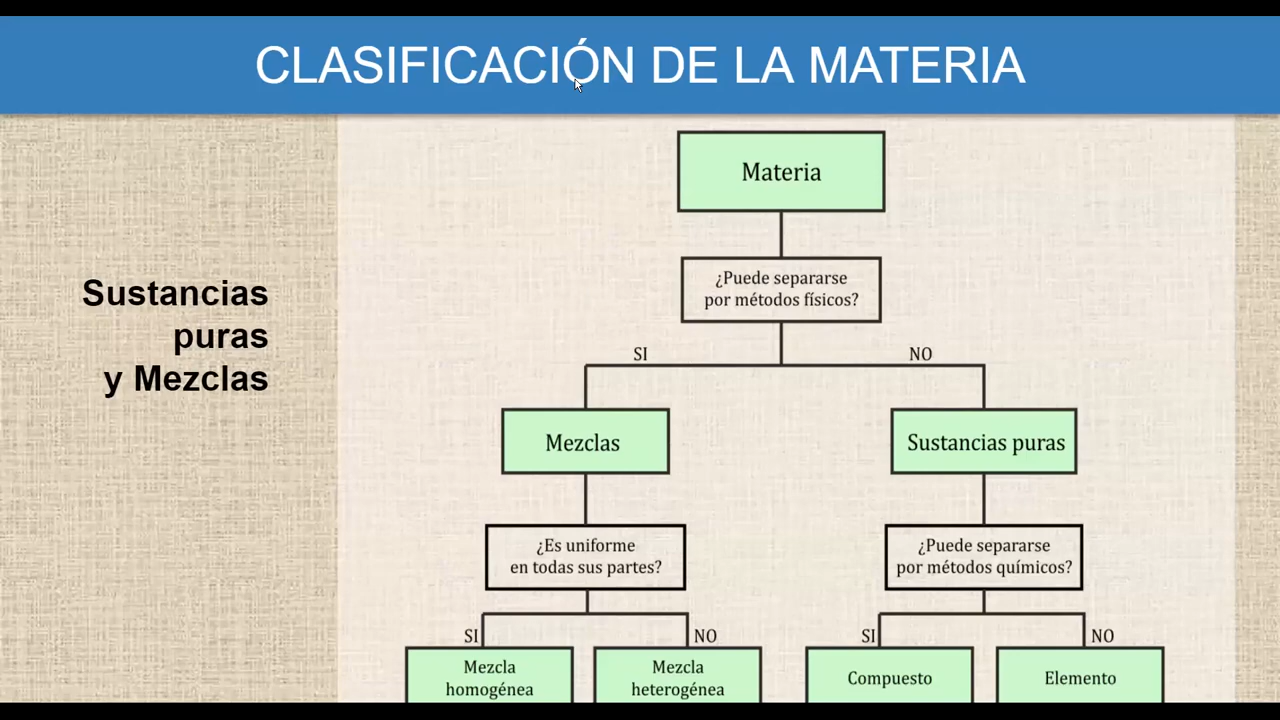 CLASIFICACIÓN DE LA MATERIA
Sustancias
puras
y Mezclas
Materia
¿Puede separarse
por métodos físicos?
SI
NO
Mezclas
Sustancias puras
¿Es uniforme
en todas sus partes?
¿Puede separarse
por métodos químicos?
SI
NO
SI
NO
Mezcla
homogénea
Mezcla
heterogénea
Compuesto
Elemento